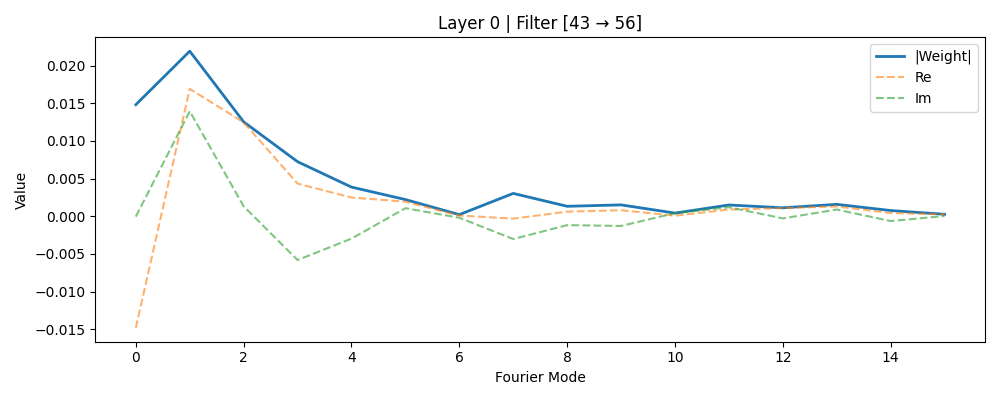 Layer 0 | Filter [43 → 56]
|Weight|
Re
Im
Value
0.020
0.015
0.010
0.005
0.000
−0.005
−0.010
−0.015
0 2 4 6 8 10 12 14
Fourier Mode